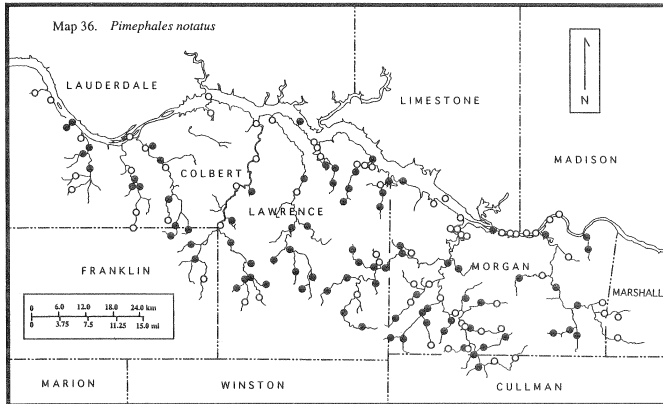 Map 36. Pimephales notatus
LAUDERDALE
LIMESTONE
N
MADISON
COLBERT
LAWRENCE
FRANKLIN
MORGAN
MARSHALL
0 6.0 12.0 18.0 24.0 km
0 3.75 7.5 11.25 15.0 mi
MARION
WINSTON
CULLMAN